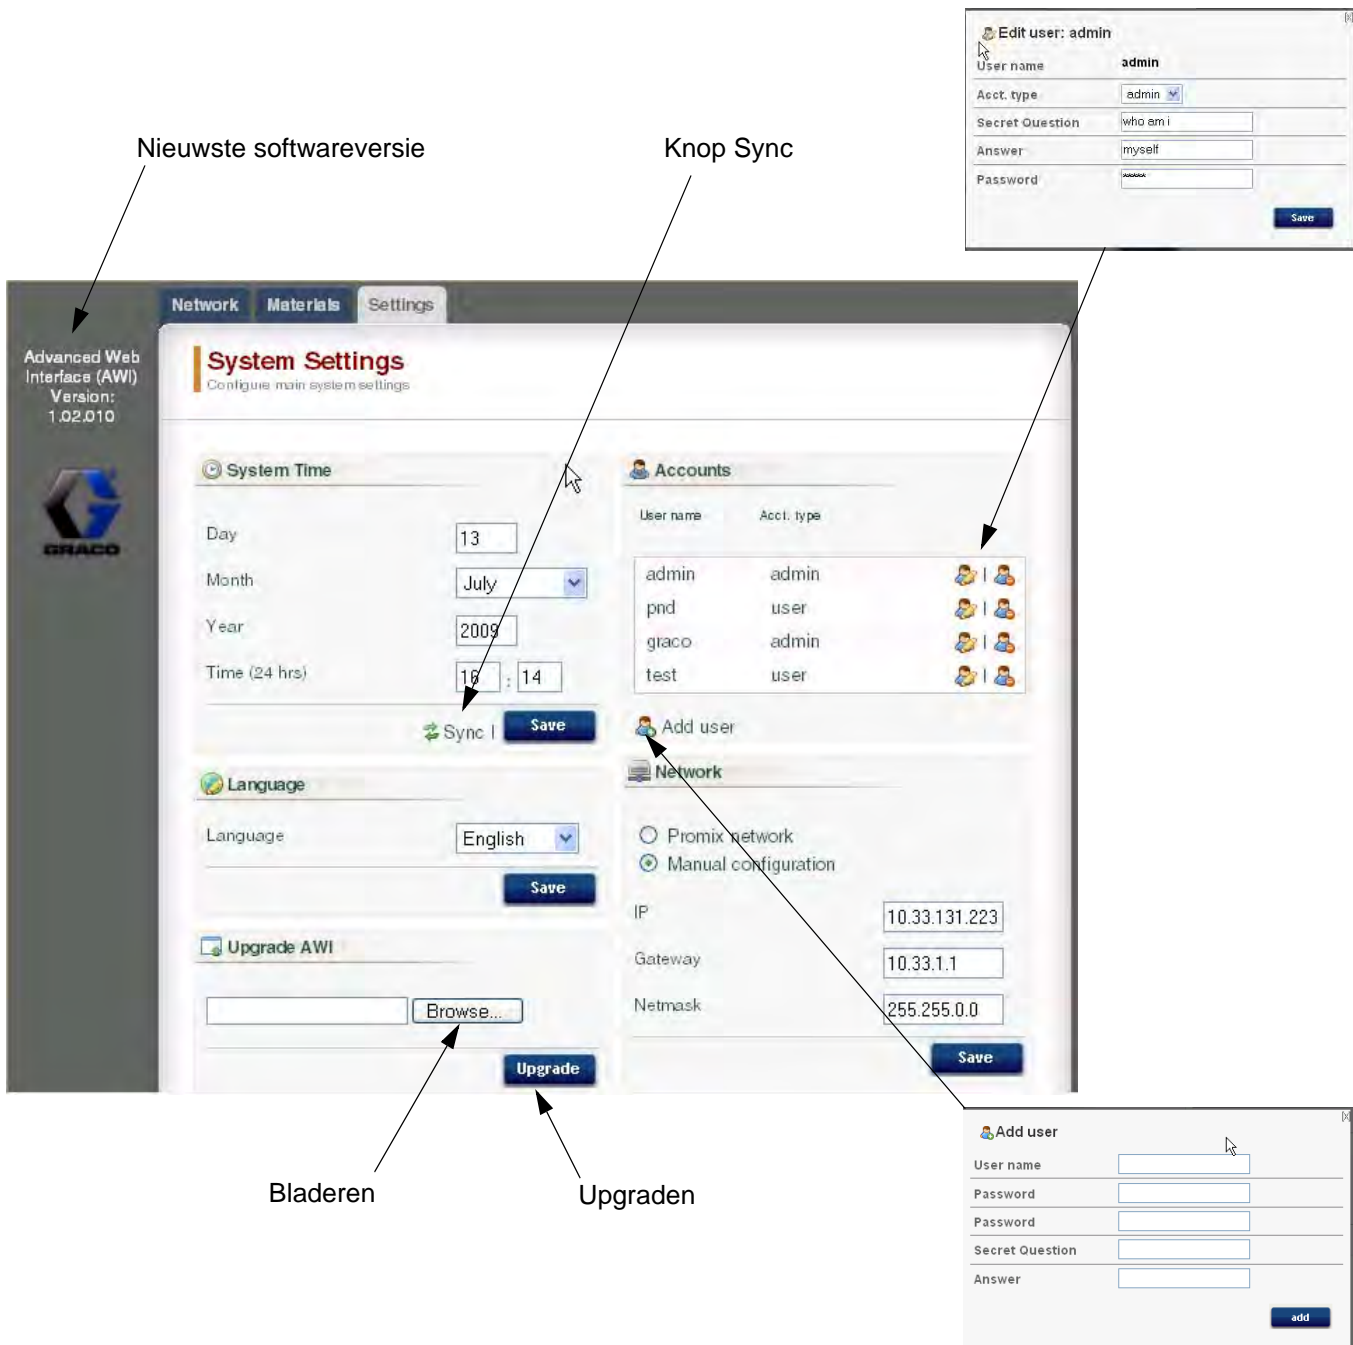 Edit user: admin
User name admin
Acct. type admin
Secret Question who am i
Answer myself
Password *****
Save
Nieuwste softwareversie
Knop Sync
Network Materials Settings
Advanced Web
Interface (AWI)
Version:
1.02.010
GRACO
System Settings
Configure main system settings
System Time
Day 13
Month July
Year 2009
Time (24 hrs) 16 : 14
Sync | Save
Language
Language English
Save
Upgrade AWI
Browse...
Upgrade
Accounts
User name Acct. type
admin admin |
pnd user |
graco admin |
test user |
Add user
Network
Promix network
Manual configuration
IP 10.33.131.223
Gateway 10.33.1.1
Netmask 255.255.0.0
Save
Bladeren
Upgraden
Add user
User name
Password
Password
Secret Question
Answer
add